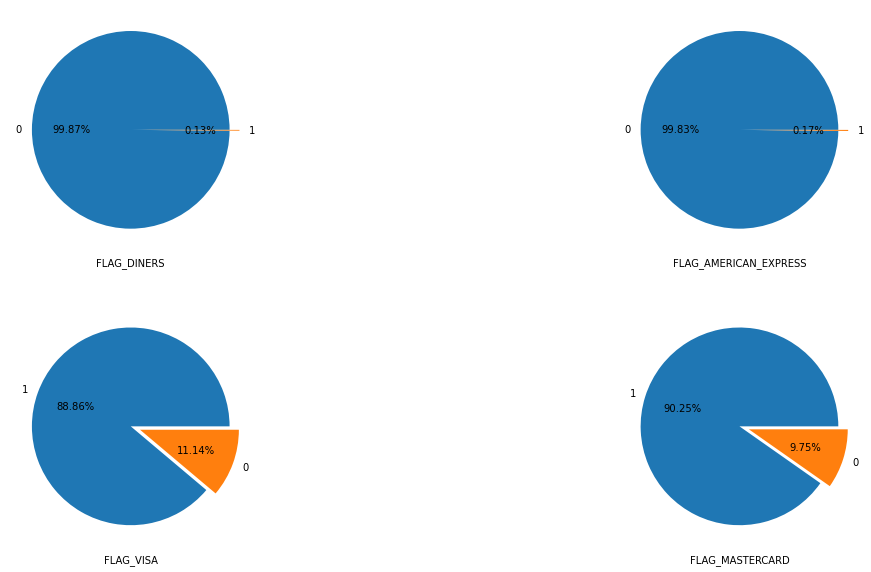 0 99.87% 0.13% 1
FLAG_DINERS
0 99.83% 0.17% 1
FLAG_AMERICAN_EXPRESS
1
88.86%
11.14%
0
FLAG_VISA
1
90.25%
9.75%
0
FLAG_MASTERCARD